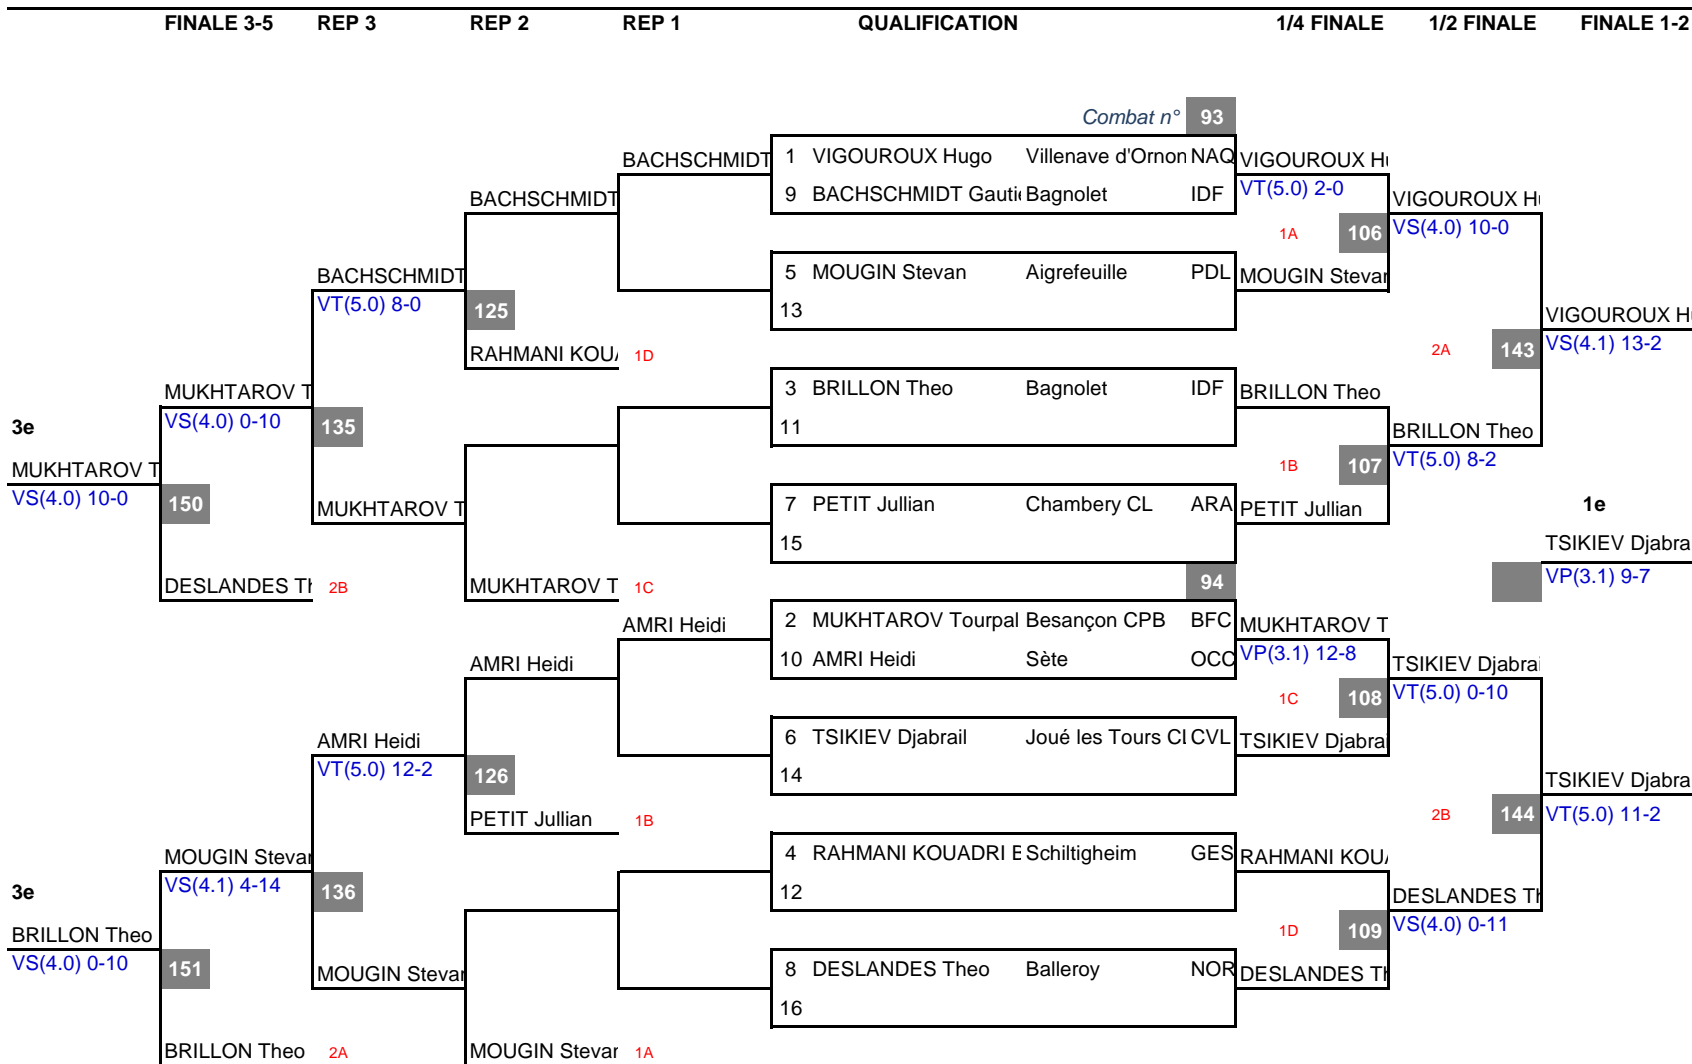 FINALE 3-5 REP 3 REP 2 REP 1 QUALIFICATION 1/4 FINALE 1/2 FINALE FINALE 1-2
Combat n° 93
BACHSCHMIDT 1 VIGOUROUX Hugo Villenave d'Ornon NAQ VIGOUROUX Hu
BACHSCHMIDT 9 BACHSCHMIDT Gautie Bagnolet IDF VT(5.0) 2-0 VIGOUROUX Hu
1A 106 VS(4.0) 10-0
BACHSCHMIDT 5 MOUGIN Stevan Aigrefeuille PDL MOUGIN Stevan
VT(5.0) 8-0 125 13 VIGOUROUX Hu
RAHMANI KOUA 1D 2A 143 VS(4.1) 13-2
MUKHTAROV T 3 BRILLON Theo Bagnolet IDF BRILLON Theo
3e VS(4.0) 0-10 135 11 BRILLON Theo
MUKHTAROV T 1B 107 VT(5.0) 8-2
VS(4.0) 10-0 150 MUKHTAROV T 7 PETIT Jullian Chambery CL ARA PETIT Jullian 1e
15 TSIKIEV Djabra
DESLANDES Th 2B MUKHTAROV T 1C 94 VP(3.1) 9-7
AMRI Heidi 2 MUKHTAROV Tourpal Besançon CPB BFC MUKHTAROV T
AMRI Heidi 10 AMRI Heidi Sète OCC VP(3.1) 12-8 TSIKIEV Djabrai
1C 108 VT(5.0) 0-10
AMRI Heidi 6 TSIKIEV Djabrail Joué les Tours Cl CVL TSIKIEV Djabrai
VT(5.0) 12-2 126 14 TSIKIEV Djabra
PETIT Jullian 1B 2B 144 VT(5.0) 11-2
MOUGIN Stevan 4 RAHMANI KOUADRI E Schiltigheim GES RAHMANI KOUA
3e VS(4.1) 4-14 136 12 DESLANDES Th
BRILLON Theo 1D 109 VS(4.0) 0-11
VS(4.0) 0-10 151 MOUGIN Stevan 8 DESLANDES Theo Balleroy NOR DESLANDES Th
16
BRILLON Theo 2A MOUGIN Stevan 1A